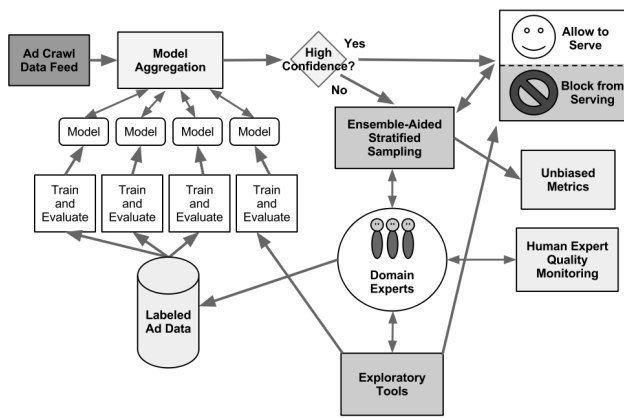 Ad Crawl
Data Feed
Model
Aggregation
High
Confidence?
Yes
No
Allow to
Serve
Block from
Serving
Model
Model
Model
Model
Ensemble-Aided
Stratified
Sampling
Train
and
Evaluate
Train
and
Evaluate
Train
and
Evaluate
Train
and
Evaluate
Unbiased
Metrics
Domain
Experts
Human Expert
Quality
Monitoring
Labeled
Ad Data
Exploratory
Tools